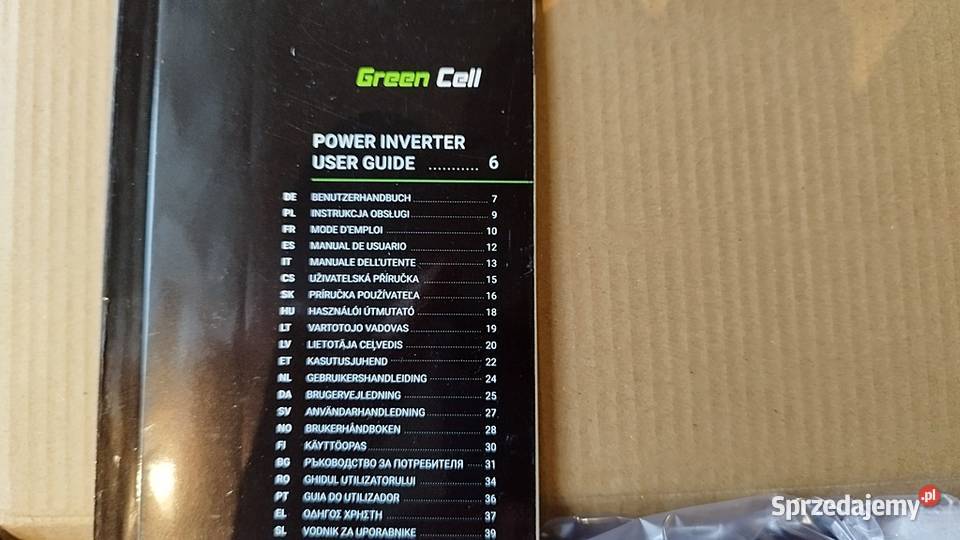 Green Cell
POWER INVERTER
USER GUIDE ........... 6
DE BENUTZERHANDBUCH 7
PL INSTRUKCJA OBSŁUGI 9
FR MODE D'EMPLOI 10
ES MANUAL DE USUARIO 12
IT MANUALE DELL'UTENTE 13
CS UŽIVATELSKÁ PŘÍRUČKA 15
SK PRÍRUČKA POUŽÍVATEĽA 16
HU HASZNÁLÓI ÚTMUTATÓ 18
LT VARTOTOJO VADOVAS 19
LV LIETOTĀJA CEĻVEDIS 20
ET KASUTUSJUHEND 22
NL GEBRUIKERSHANDLEIDING 24
DA BRUGERVEJLEDNING 25
SV ANVÄNDARHANDLEDNING 27
NO BRUKERHÅNDBOKEN 28
FI KÄYTTÖOPAS 30
BG РЪКОВОДСТВО ЗА ПОТРЕБИТЕЛЯ 31
RO GHIDUL UTILIZATORULUI 34
PT GUIA DO UTILIZADOR 36
EL ΟΔΗΓΟΣ ΧΡΗΣΤΗ 37
SL VODNIK ZA UPORABNIKE 39
Sprzedajemy.pl